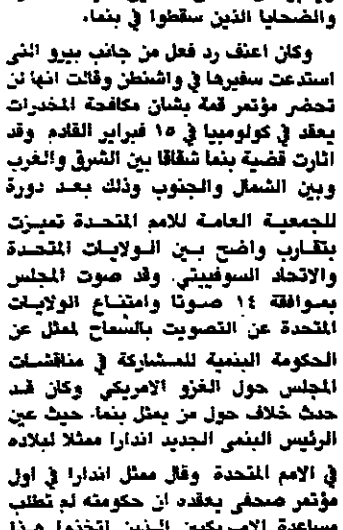 والضحايا الذين سقطوا في بنما.
وكان اعنف رد فعل من جانب بيرو التي
استدعت سفيرها في واشنطن وقالت انها لن
تحضر مؤتمر قمة بشان مكافحة المخدرات
يعقد في كولومبيا في ١٥ فبراير القادم وقد
اثارت قضية بنما شقاقا بين الشرق والغرب
وبين الشمال والجنوب وذلك بعد دورة
للجمعية العامة للامم المتحدة تميزت
بتقارب واضح بين الولايات المتحدة
والاتحاد السوفييتي. وقد صوت المجلس
بموافقة ١٤ صوتا وامتناع الولايات
المتحدة عن التصويت بالسماح لممثل عن
الحكومة البنمية للمشاركة في مناقشات
المجلس حول الغزو الامريكي وكان قد
حدث خلاف حول من يمثل بنما. حيث عين
الرئيس البنمي الجديد اندارا ممثلا لبلاده
في الامم المتحدة وقال ممثل اندارا في اول
مؤتمر صحفي يعقده ان حكومته لم تطلب
مساعدة الامريكيين الذين اتخذوا هذا